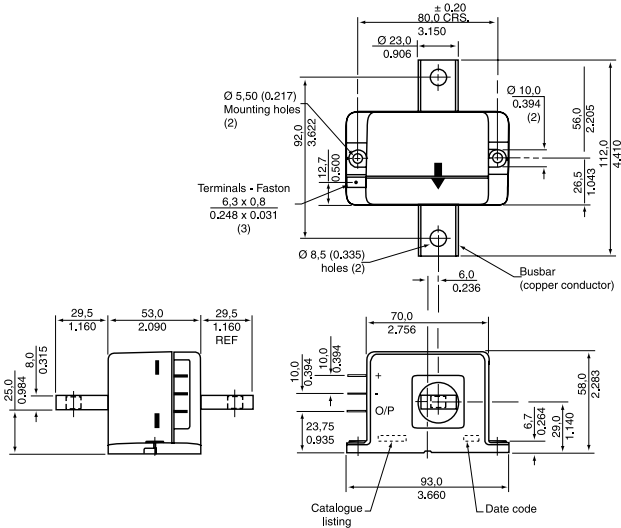 ± 0.20
80,0 CRS.
3.150
Ø 23,0
0.906
Ø 5,50 (0.217)
Mounting holes
(2)
Ø 10,0
0.394
(2)
56,0
2.205
92,0
3.622
112,0
4.410
12,7
0.500
26,5
1.043
Terminals - Faston
6,3 x 0,8
0.248 x 0.031
(3)
Ø 8,5 (0.335)
holes (2)
6,0
0.236
Busbar
(copper conductor)
29,5
1.160
53,0
2.090
29,5
1.160
REF
8,0
0.315
25,0
0.984
70,0
2.756
10,0
0.394
10,0
0.394
+
-
O/P
23,75
0.935
58,0
2.283
6,7
0.264
29,0
1.140
93,0
3.660
Catalogue
listing
Date code